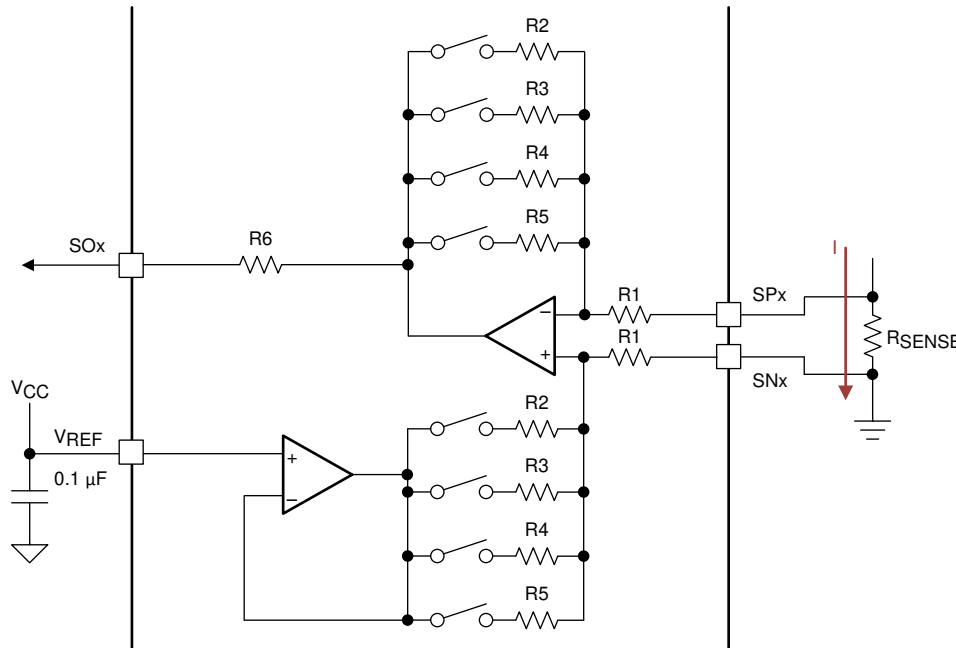 R2
R3
R4
R5
SOx
R6
I
−
+
R1
R1
SPx
SNx
RSENSE
VCC
VREF
0.1 µF
+
−
R2
R3
R4
R5